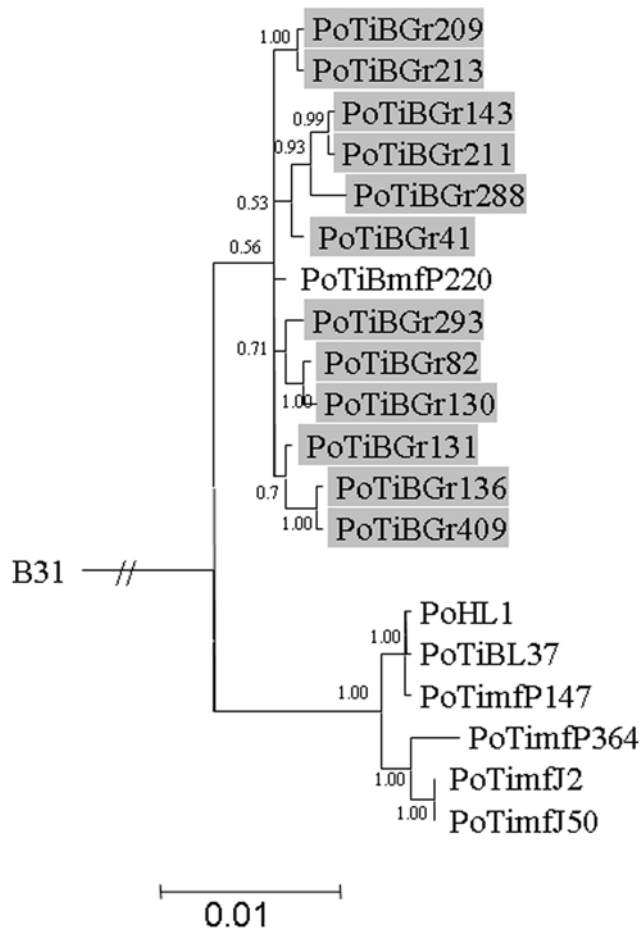 1.00
PoTiBGr209
PoTiBGr213
0.99
PoTiBGr143
0.93
PoTiBGr211
PoTiBGr288
0.53
PoTiBGr41
0.56
PoTiBmfP220
PoTiBGr293
0.71
PoTiBGr82
1.00
PoTiBGr130
PoTiBGr131
0.7
PoTiBGr136
1.00
PoTiBGr409
B31
PoHL1
1.00
PoTiBL37
1.00
PoTimfP147
PoTimfP364
1.00
PoTimfJ2
1.00
PoTimfJ50
0.01